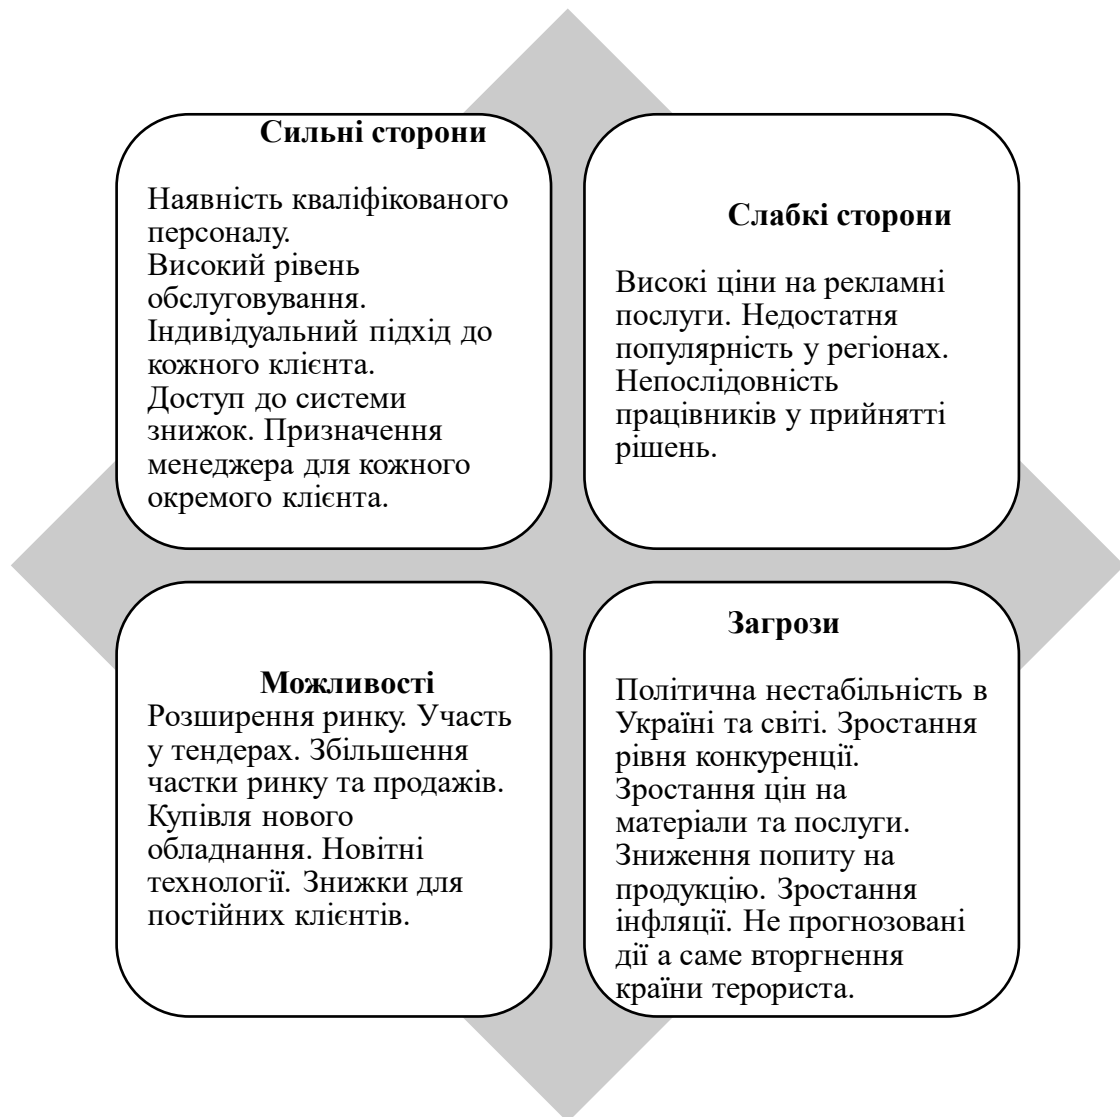 Сильні сторони
Наявність кваліфікованого
персоналу.
Високий рівень
обслуговування.
Індивідуальний підхід до
кожного клієнта.
Доступ до системи
знижок. Призначення
менеджера для кожного
окремого клієнта.
Слабкі сторони
Високі ціни на рекламні
послуги. Недостатня
популярність у регіонах.
Непослідовність
працівників у прийнятті
рішень.
Можливості
Розширення ринку. Участь
у тендерах. Збільшення
частки ринку та продажів.
Купівля нового
обладнання. Новітні
технології. Знижки для
постійних клієнтів.
Загрози
Політична нестабільність в
Україні та світі. Зростання
рівня конкуренції.
Зростання цін на
матеріали та послуги.
Зниження попиту на
продукцію. Зростання
інфляції. Не прогнозовані
дії а саме вторгнення
країни терориста.